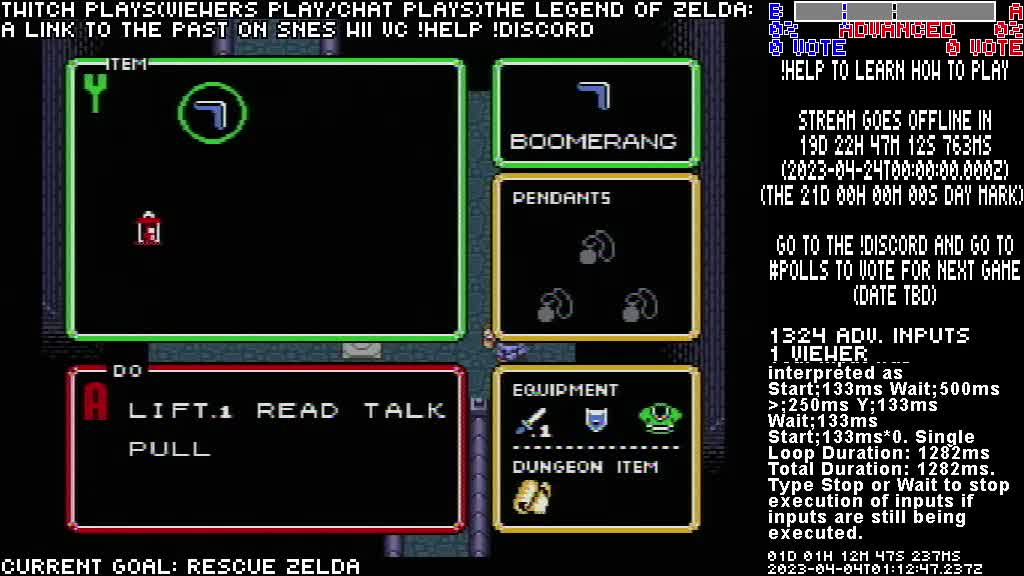 TWITCH PLAYS(VIEWERS PLAY/CHAT PLAYS)THE LEGEND OF ZELDA:
A LINK TO THE PAST ON SNES WII VC !HELP !DISCORD
B A
0% ADVANCED 0%
0 VOTE 0 VOTE
!HELP TO LEARN HOW TO PLAY
STREAM GOES OFFLINE IN
19D 22H 47M 12S 763MS
(2023-04-24T00:00:00.000Z)
(THE 21D 00H 00M 00S DAY MARK)
GO TO THE !DISCORD AND GO TO
#POLLS TO VOTE FOR NEXT GAME
(DATE TBD)
1324 ADV. INPUTS
1 VIEWER
interpreted as
Start;133ms Wait;500ms
>;250ms Y;133ms
Wait;133ms
Start;133ms*0. Single
Loop Duration: 1282ms
Total Duration: 1282ms.
Type Stop or Wait to stop
execution of inputs if
inputs are still being
executed.
01D 01H 12M 47S 237MS
2023-04-04T01:12:47.237Z
ITEM
Y
BOOMERANG
PENDANTS
DO
A
LIFT.1 READ TALK
PULL
EQUIPMENT
1
DUNGEON ITEM
CURRENT GOAL: RESCUE ZELDA